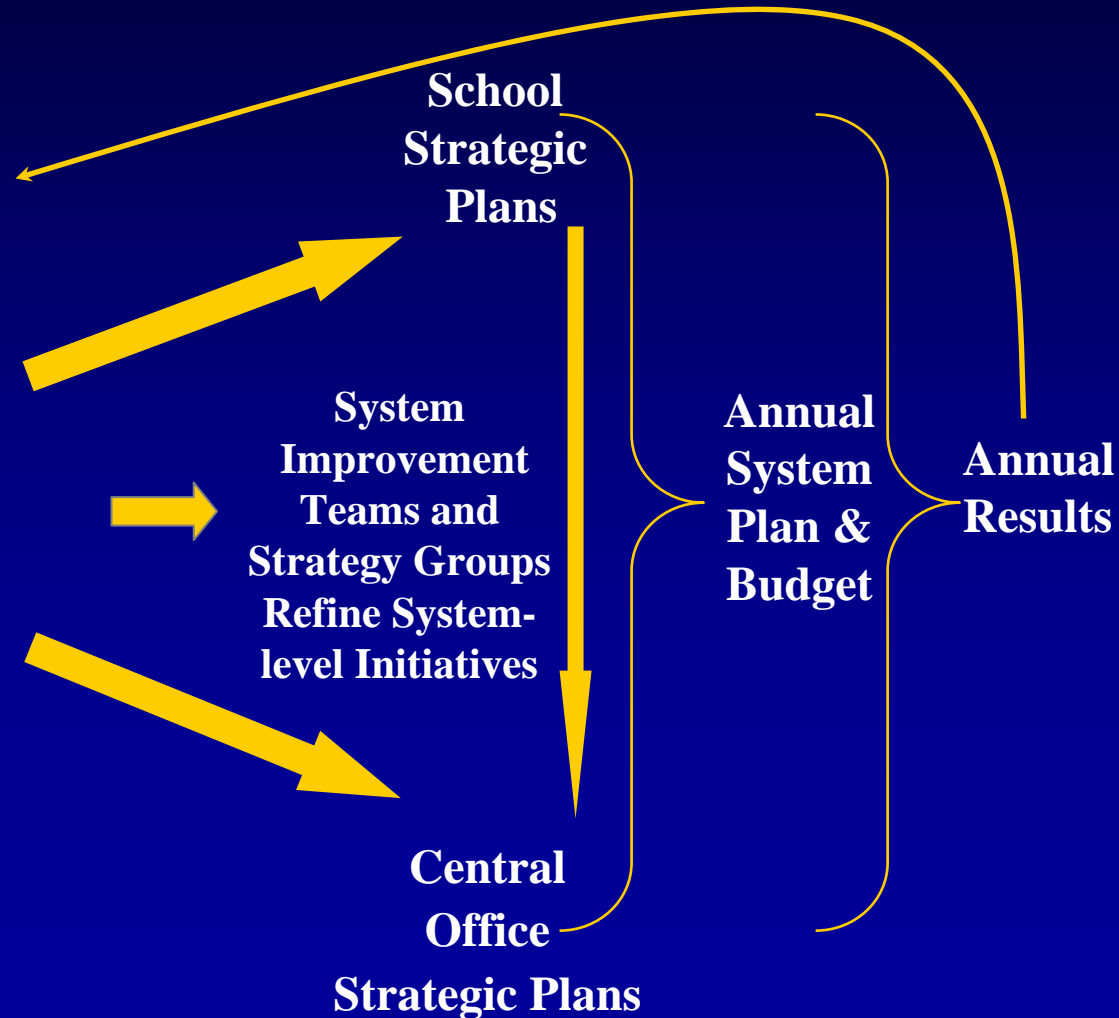 School
Strategic
Plans
System
Improvement
Teams and
Strategy Groups
Refine System-
level Initiatives
Central
Office
Strategic Plans
Annual
System
Plan &
Budget
Annual
Results